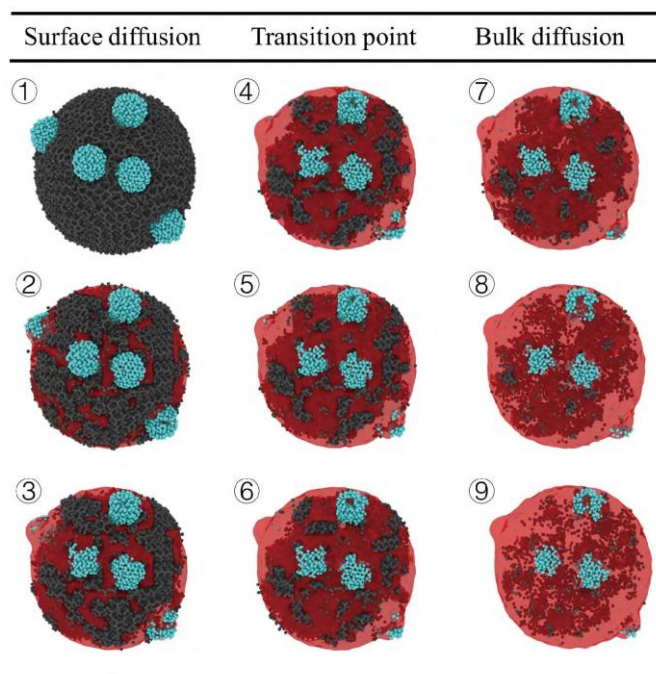 Surface diffusion Transition point Bulk diffusion
① ④ ⑦
② ⑤ ⑧
③ ⑥ ⑨